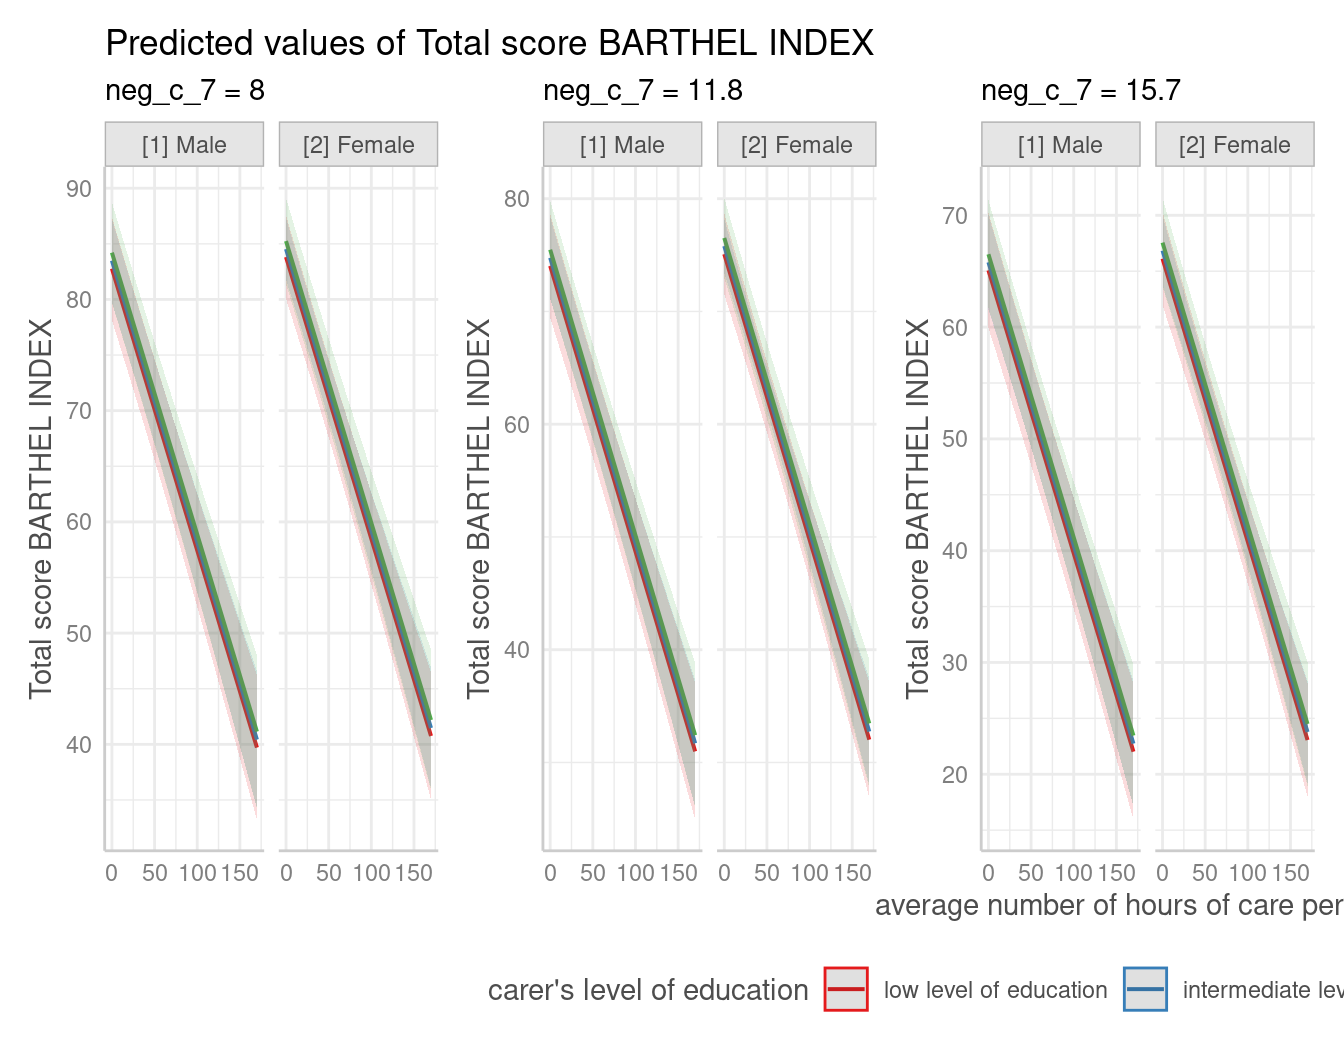 Predicted values of Total score BARTHEL INDEX
neg_c_7 = 8
neg_c_7 = 11.8
neg_c_7 = 15.7
[1] Male
[2] Female
[1] Male
[2] Female
[1] Male
[2] Female
Total score BARTHEL INDEX
90
80
70
60
50
40
Total score BARTHEL INDEX
80
60
40
Total score BARTHEL INDEX
70
60
50
40
30
20
0 50 100 150
0 50 100 150
0 50 100 150
0 50 100 150
0 50 100 150
0 50 100 150
average number of hours of care per
carer's level of education
low level of education
intermediate lev